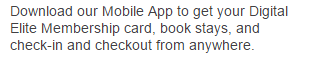 Download our Mobile App to get your Digital
Elite Membership card, book stays, and
check-in and checkout from anywhere.